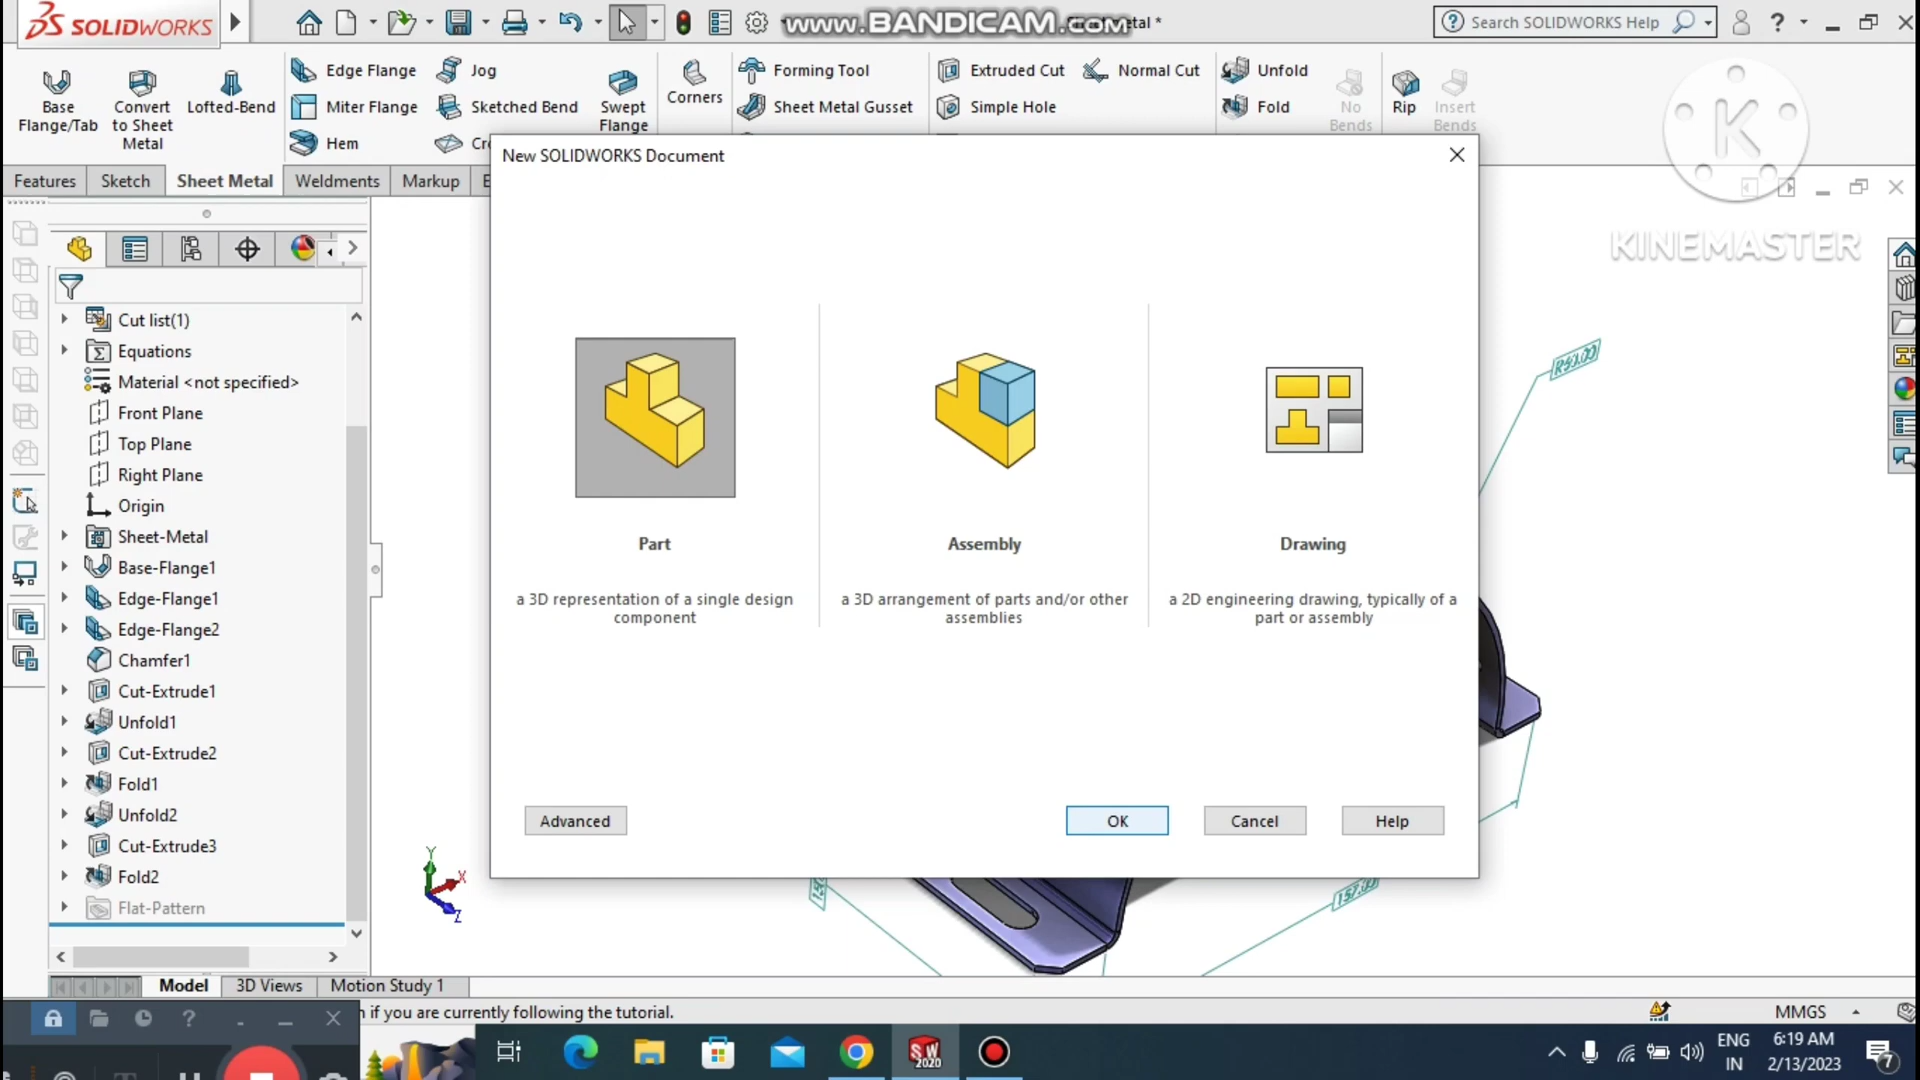 SOLIDWORKS
www.BANDICAM.com
metal *
Search SOLIDWORKS Help
Base
Flange/Tab
Convert
to Sheet
Metal
Lofted-Bend
Edge Flange
Miter Flange
Hem
Jog
Sketched Bend
Swept
Flange
Corners
Forming Tool
Sheet Metal Gusset
Extruded Cut
Simple Hole
Normal Cut
Unfold
Fold
No
Bends
Rip
Insert
Bends
K
KINEMASTER
Features
Sketch
Sheet Metal
Weldments
Markup
New SOLIDWORKS Document
Cut list(1)
Equations
Material <not specified>
Front Plane
Top Plane
Right Plane
Origin
Sheet-Metal
Base-Flange1
Edge-Flange1
Edge-Flange2
Chamfer1
Cut-Extrude1
Unfold1
Cut-Extrude2
Fold1
Unfold2
Cut-Extrude3
Fold2
Flat-Pattern
Part
a 3D representation of a single design
component
Assembly
a 3D arrangement of parts and/or other
assemblies
Drawing
a 2D engineering drawing, typically of a
part or assembly
Advanced
OK
Cancel
Help
Y
X
Z
Model
3D Views
Motion Study 1
if you are currently following the tutorial.
MMGS
SW
2020
ENG
IN
6:19 AM
2/13/2023
7